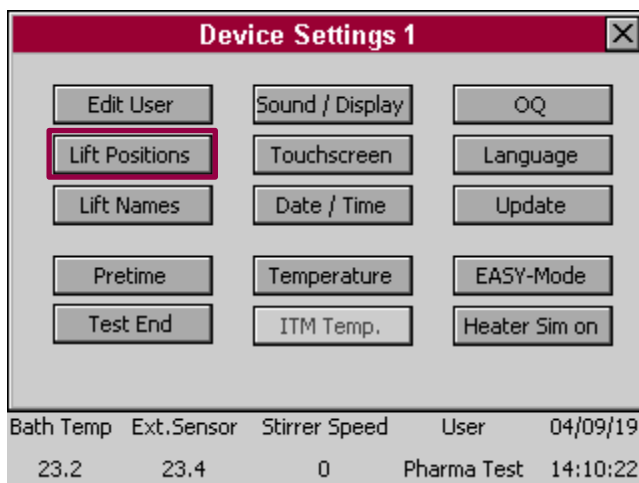 Device Settings 1
Edit User Sound / Display OQ
Lift Positions Touchscreen Language
Lift Names Date / Time Update
Pretime Temperature EASY-Mode
Test End ITM Temp. Heater Sim on
Bath Temp Ext.Sensor Stirrer Speed User 04/09/19
23.2 23.4 0 Pharma Test 14:10:22